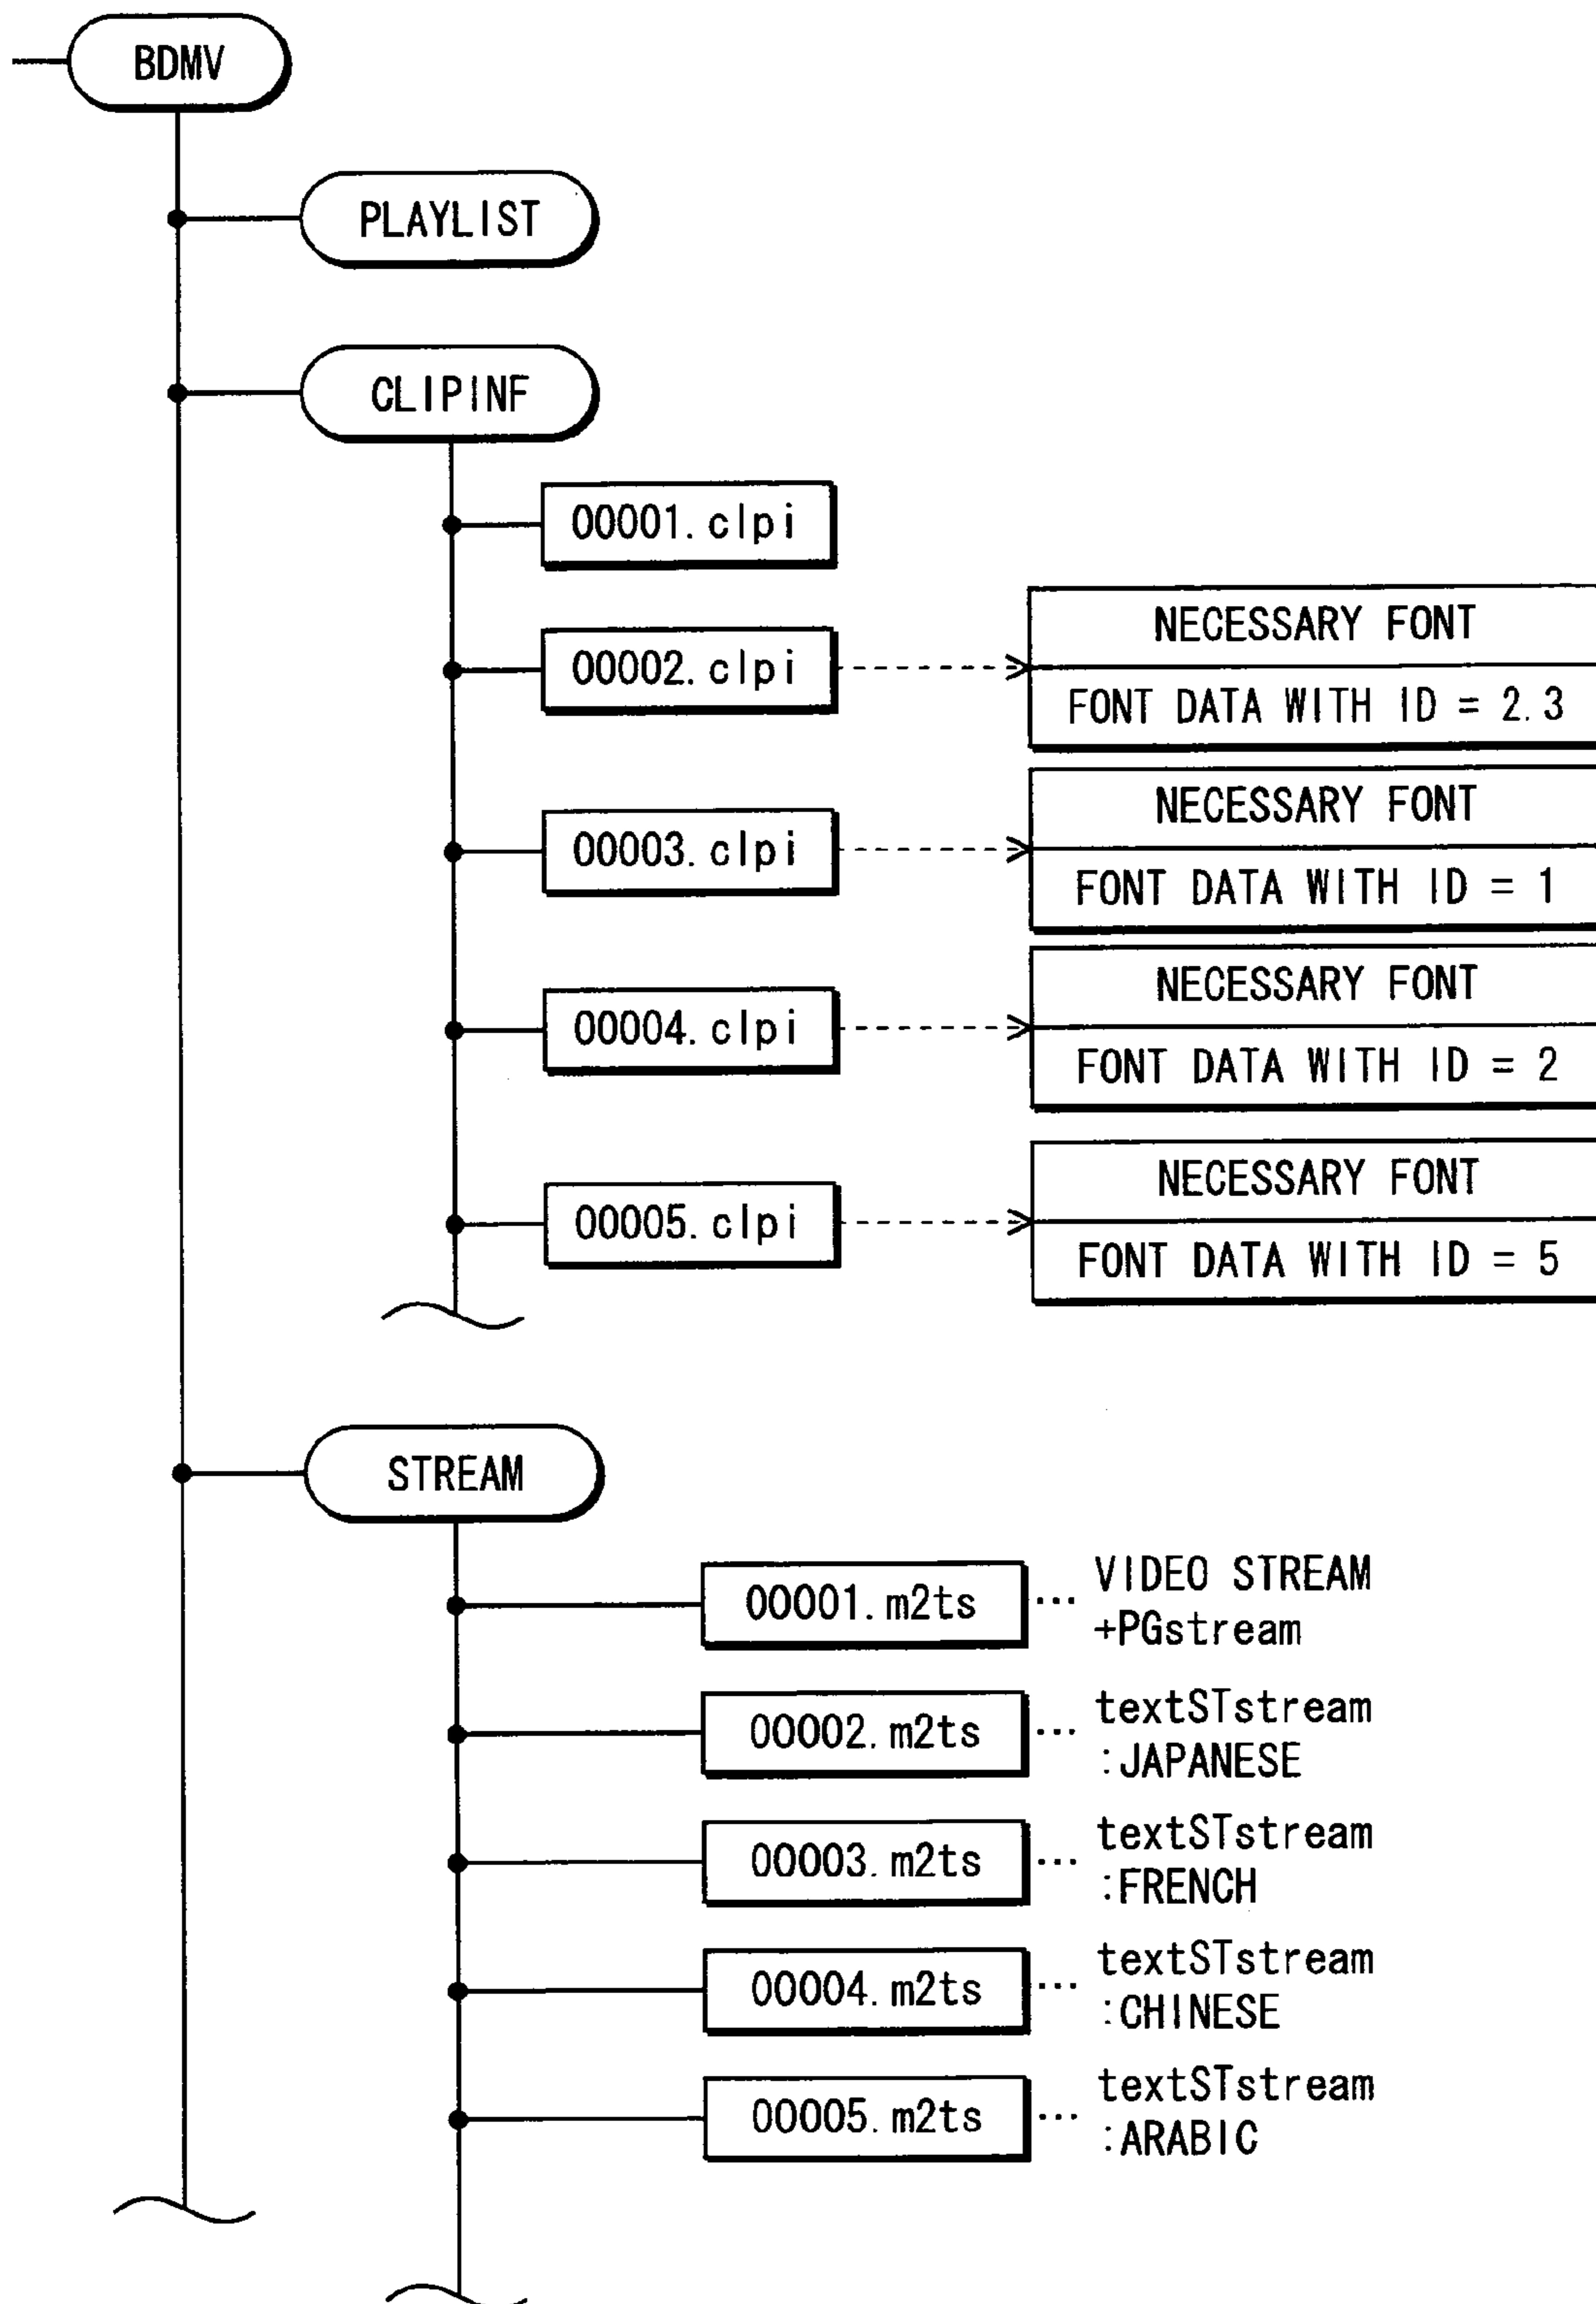 BDMV
PLAYLIST
CLIPINF
00001.clpi
00002.clpi
NECESSARY FONT
FONT DATA WITH ID = 2.3
00003.clpi
NECESSARY FONT
FONT DATA WITH ID = 1
00004.clpi
NECESSARY FONT
FONT DATA WITH ID = 2
00005.clpi
NECESSARY FONT
FONT DATA WITH ID = 5
STREAM
00001.m2ts ... VIDEO STREAM
+PGstream
00002.m2ts ... textSTstream
:JAPANESE
00003.m2ts ... textSTstream
:FRENCH
00004.m2ts ... textSTstream
:CHINESE
00005.m2ts ... textSTstream
:ARABIC